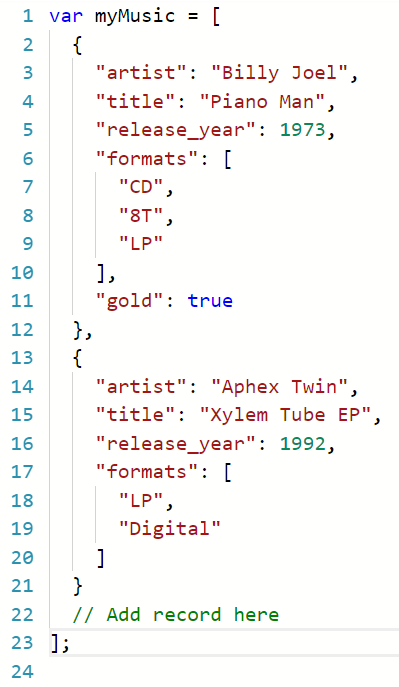 1 var myMusic = [
2   {
3     "artist": "Billy Joel",
4     "title": "Piano Man",
5     "release_year": 1973,
6     "formats": [
7       "CD",
8       "8T",
9       "LP"
10     ],
11     "gold": true
12   },
13   {
14     "artist": "Aphex Twin",
15     "title": "Xylem Tube EP",
16     "release_year": 1992,
17     "formats": [
18       "LP",
19       "Digital"
20     ]
21   }
22   // Add record here
23 ];
24